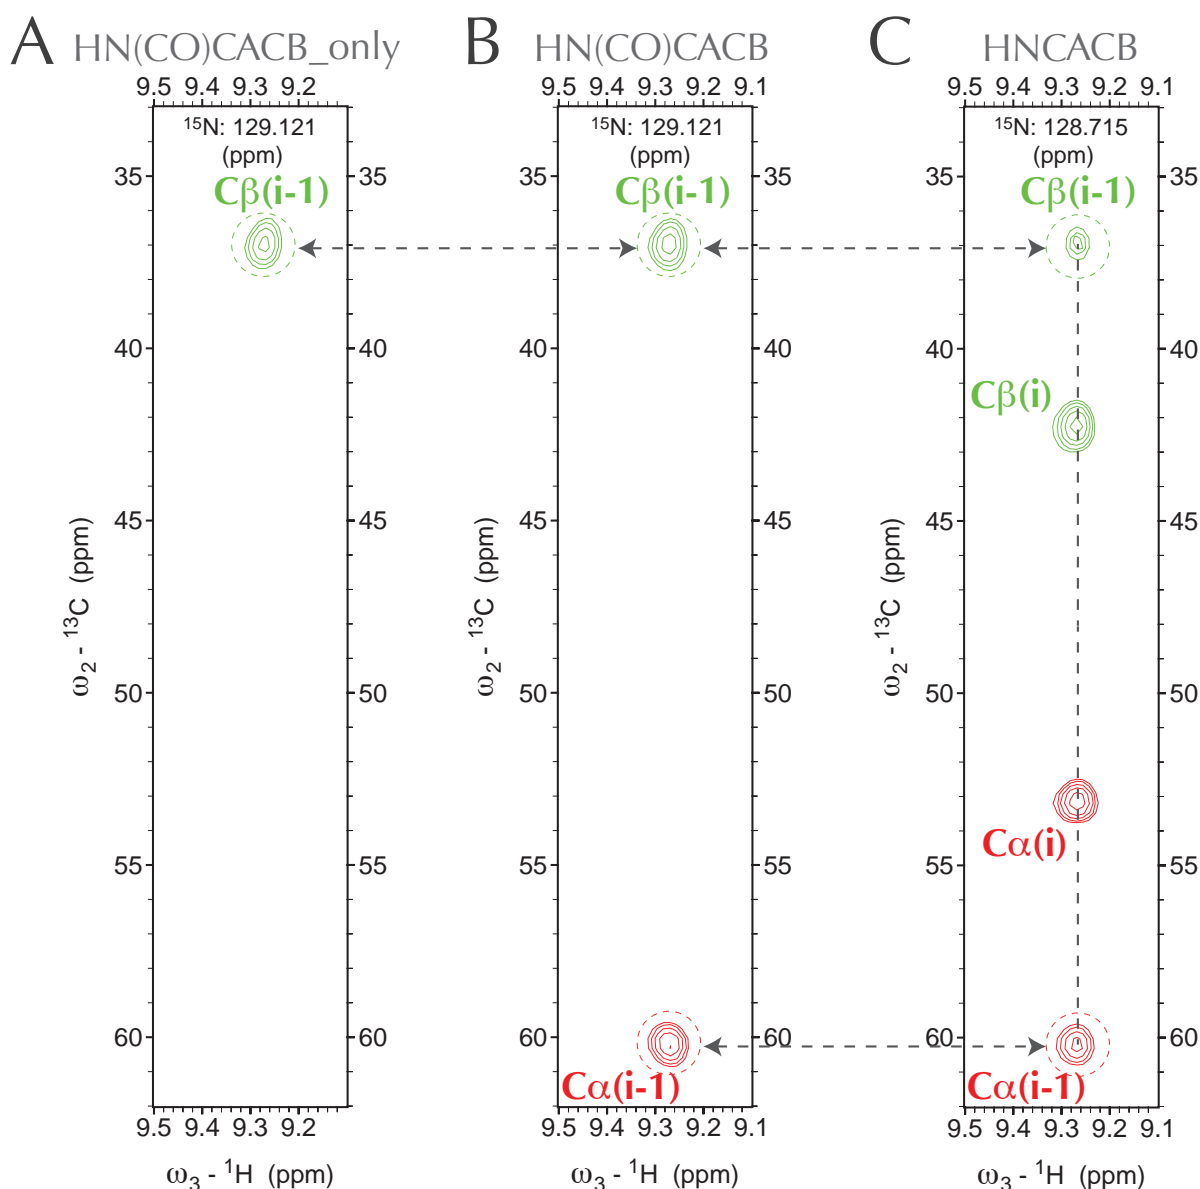 A HN(CO)CACB_only
9.5 9.4 9.3 9.2
¹⁵N: 129.121
(ppm)
Cβ(i-1)
35 35
40 40
45 45
50 50
55 55
60 60
ω₂ - ¹³C (ppm)
9.5 9.4 9.3 9.2
ω₃ - ¹H (ppm)
B HN(CO)CACB
9.5 9.4 9.3 9.2 9.1
¹⁵N: 129.121
(ppm)
Cβ(i-1)
35 35
40 40
45 45
50 50
55 55
60 60
Cα(i-1)
ω₂ - ¹³C (ppm)
9.5 9.4 9.3 9.2 9.1
ω₃ - ¹H (ppm)
C HNCACB
9.5 9.4 9.3 9.2 9.1
¹⁵N: 128.715
(ppm)
Cβ(i-1)
35 35
40 40
Cβ(i)
45 45
50 50
Cα(i)
55 55
60 60
Cα(i-1)
ω₂ - ¹³C (ppm)
9.5 9.4 9.3 9.2 9.1
ω₃ - ¹H (ppm)